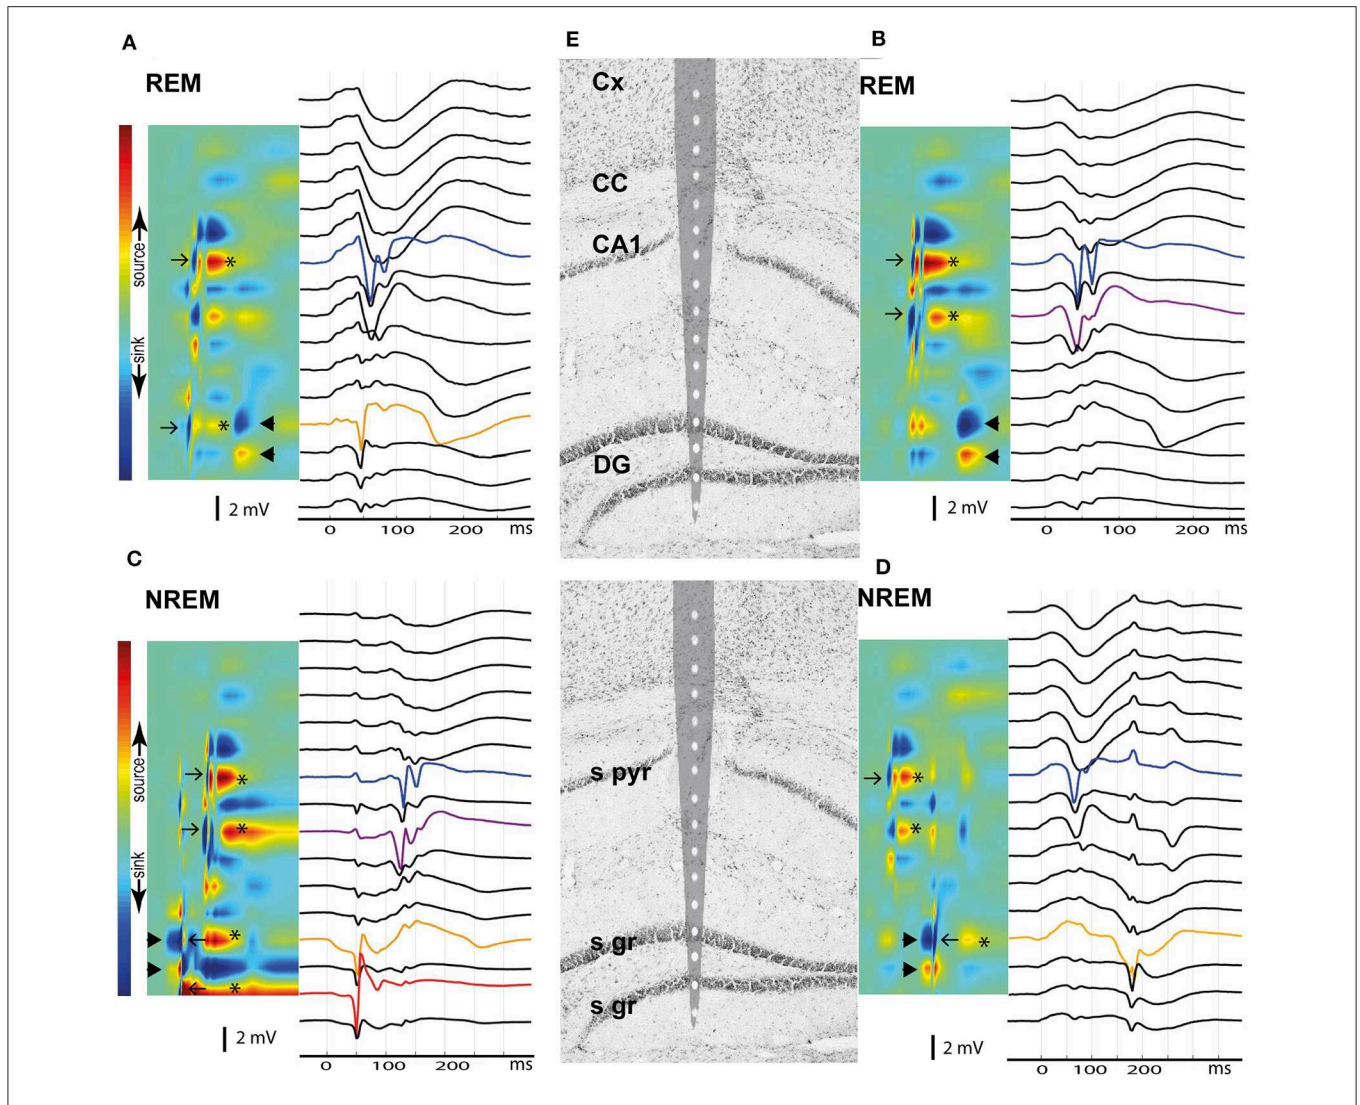 A
REM
source
sink
*
*
2 mV
0 100 200 ms
E
Cx
CC
CA1
DG
B
REM
*
*
2 mV
0 100 200 ms
C
NREM
source
sink
*
*
*
*
2 mV
0 100 200 ms
s pyr
s gr
s gr
D
NREM
*
*
*
2 mV
0 100 200 ms